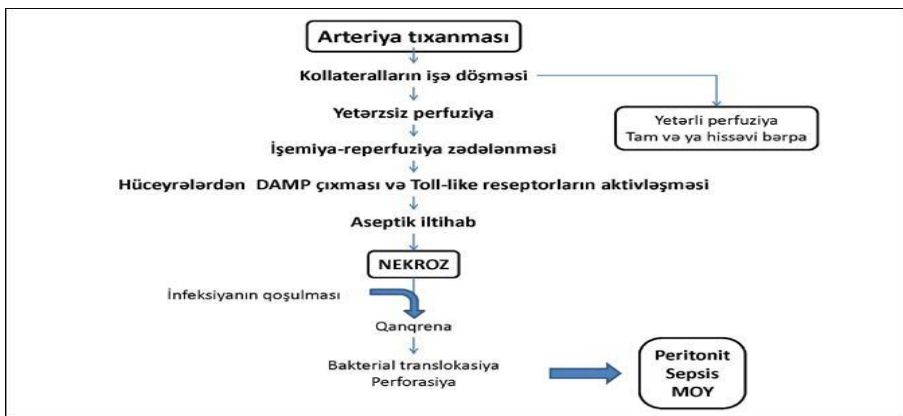 Arteriya tıxanması
Kollateralların işə döşməsi
Yetərzsiz perfuziya
Yetərli perfuziya
Tam və ya hissəvi bərpa
İşemiya-reperfuziya zədələnməsi
Hüceyrələrdən DAMP çıxması və Toll-like reseptorların aktivləşməsi
Aseptik iltihab
NEKROZ
İnfeksiyanın qoşulması
Qanqrena
Bakterial translokasiya
Perforasiya
Peritonit
Sepsis
MOY